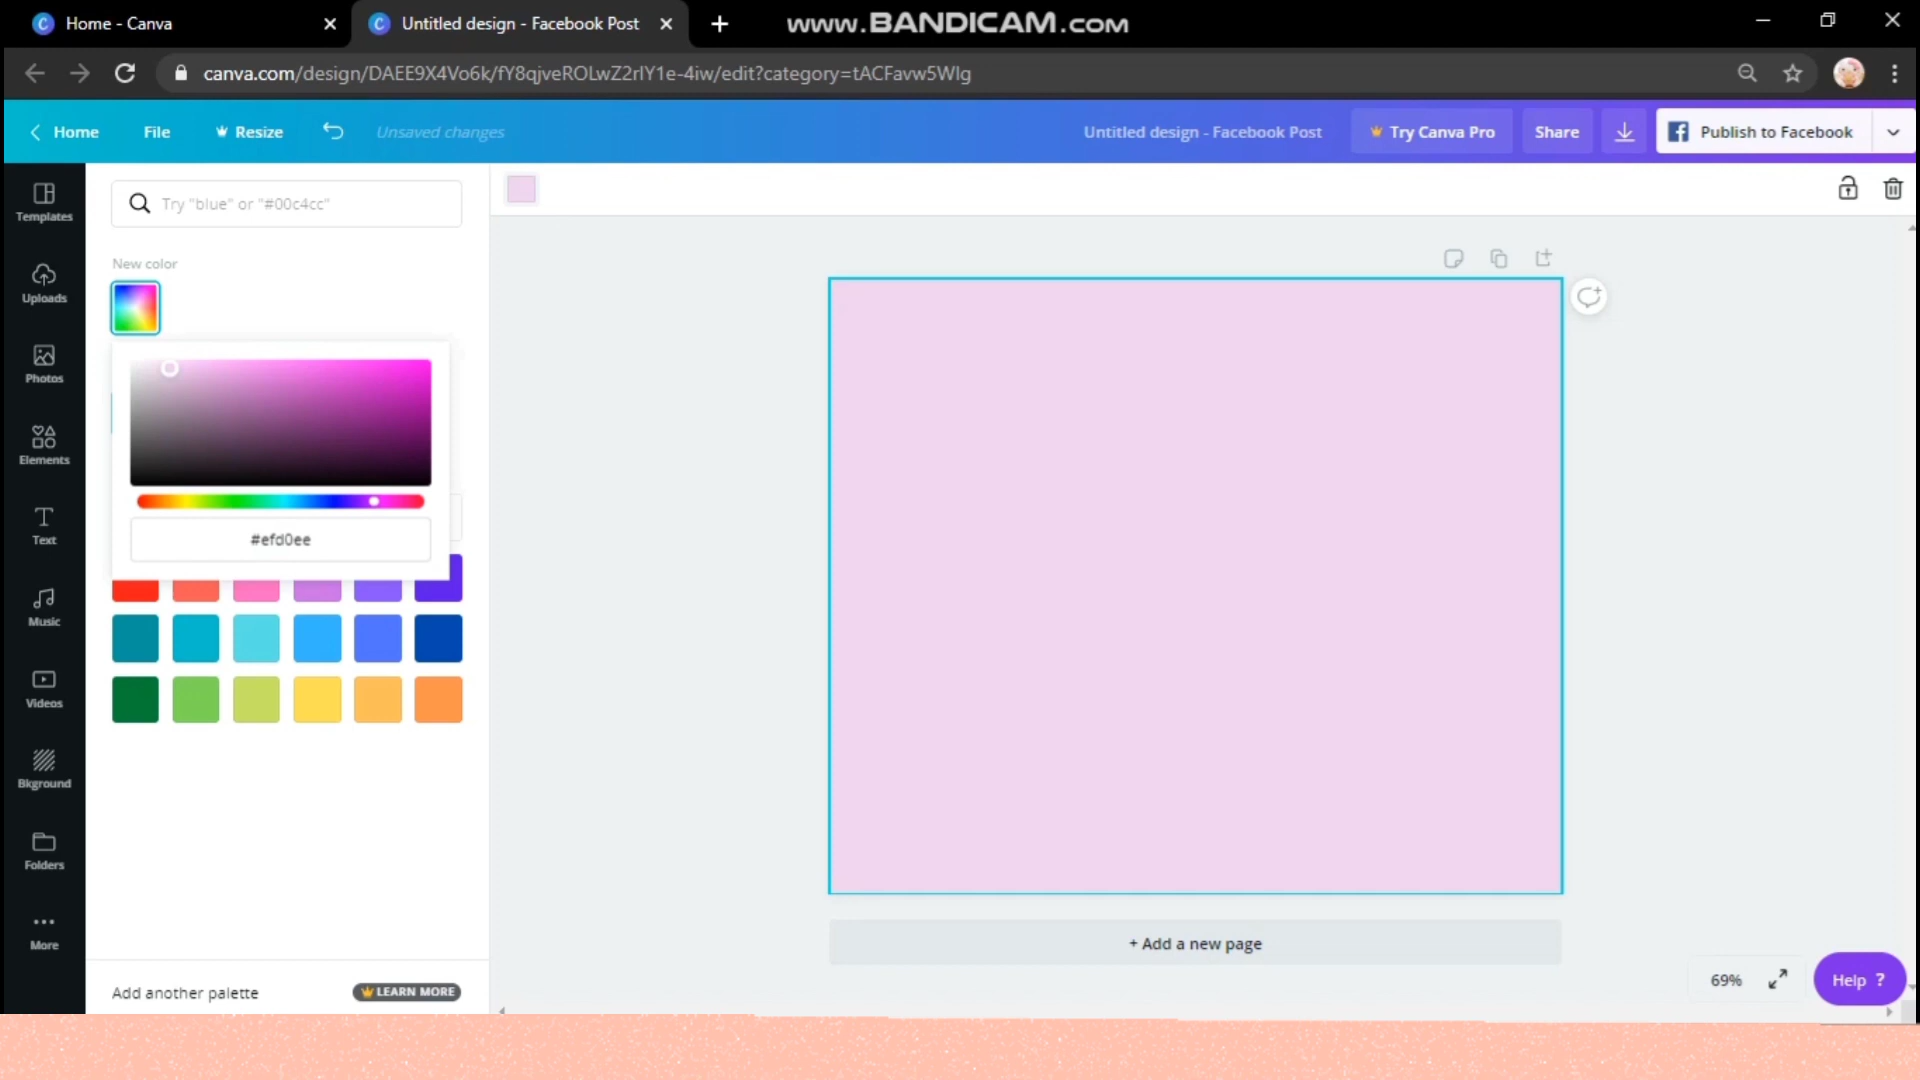 Home - Canva
Untitled design - Facebook Post
www.BANDICAM.com
canva.com/design/DAEE9X4Vo6k/fY8qjveROLwZ2rlY1e-4iw/edit?category=tACFavw5WIg
Home
File
Resize
Unsaved changes
Untitled design - Facebook Post
Try Canva Pro
Share
Publish to Facebook
Templates
Uploads
Photos
Elements
Text
Music
Videos
Bkground
Folders
More
Try "blue" or "#00c4cc"
New color
#efd0ee
Add another palette
LEARN MORE
+ Add a new page
69%
Help ?